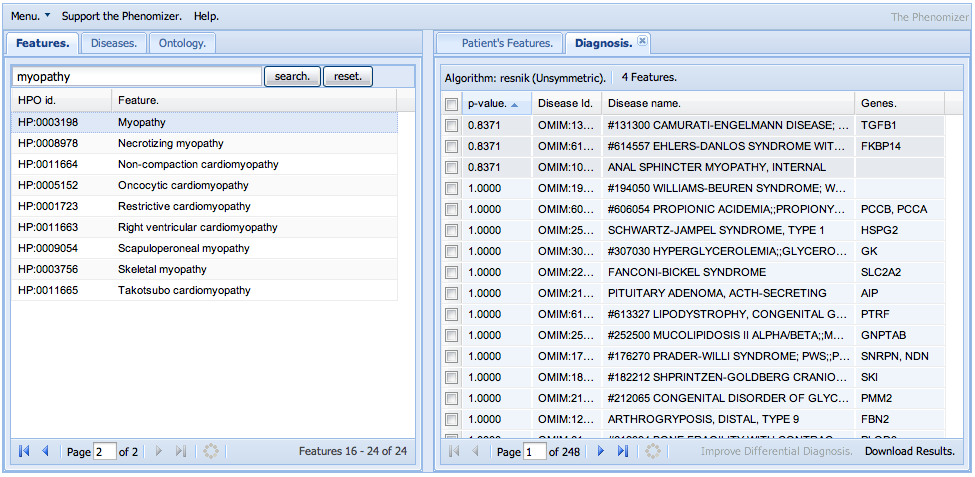 Menu. Support the Phenomizer. Help. The Phenomizer
Features. Diseases. Ontology.
myopathy search. reset.
HPO id. Feature.
HP:0003198 Myopathy
HP:0008978 Necrotizing myopathy
HP:0011664 Non-compaction cardiomyopathy
HP:0005152 Oncocytic cardiomyopathy
HP:0001723 Restrictive cardiomyopathy
HP:0011663 Right ventricular cardiomyopathy
HP:0009054 Scapuloperoneal myopathy
HP:0003756 Skeletal myopathy
HP:0011665 Takotsubo cardiomyopathy
Page 2 of 2 Features 16 - 24 of 24
Patient's Features. Diagnosis.
Algorithm: resnik (Unsymmetric). 4 Features.
p-value. Disease Id. Disease name. Genes.
0.8371 OMIM:13... #131300 CAMURATI-ENGELMANN DISEASE; ... TGFB1
0.8371 OMIM:61... #614557 EHLERS-DANLOS SYNDROME WIT... FKBP14
0.8371 OMIM:10... ANAL SPHINCTER MYOPATHY, INTERNAL
1.0000 OMIM:19... #194050 WILLIAMS-BEUREN SYNDROME; W...
1.0000 OMIM:60... #606054 PROPIONIC ACIDEMIA;;PROPIONY... PCCB, PCCA
1.0000 OMIM:25... SCHWARTZ-JAMPEL SYNDROME, TYPE 1 HSPG2
1.0000 OMIM:30... #307030 HYPERGLYCEROLEMIA;;GLYCERO... GK
1.0000 OMIM:22... FANCONI-BICKEL SYNDROME SLC2A2
1.0000 OMIM:21... PITUITARY ADENOMA, ACTH-SECRETING AIP
1.0000 OMIM:61... #613327 LIPODYSTROPHY, CONGENITAL G... PTRF
1.0000 OMIM:25... #252500 MUCOLIPIDOSIS II ALPHA/BETA;;M... GNPTAB
1.0000 OMIM:17... #176270 PRADER-WILLI SYNDROME; PWS;;P... SNRPN, NDN
1.0000 OMIM:18... #182212 SHPRINTZEN-GOLDBERG CRANIO... SKI
1.0000 OMIM:21... #212065 CONGENITAL DISORDER OF GLYC... PMM2
1.0000 OMIM:12... ARTHROGRYPOSIS, DISTAL, TYPE 9 FBN2
Page 1 of 248 Improve Differential Diagnosis. Download Results.